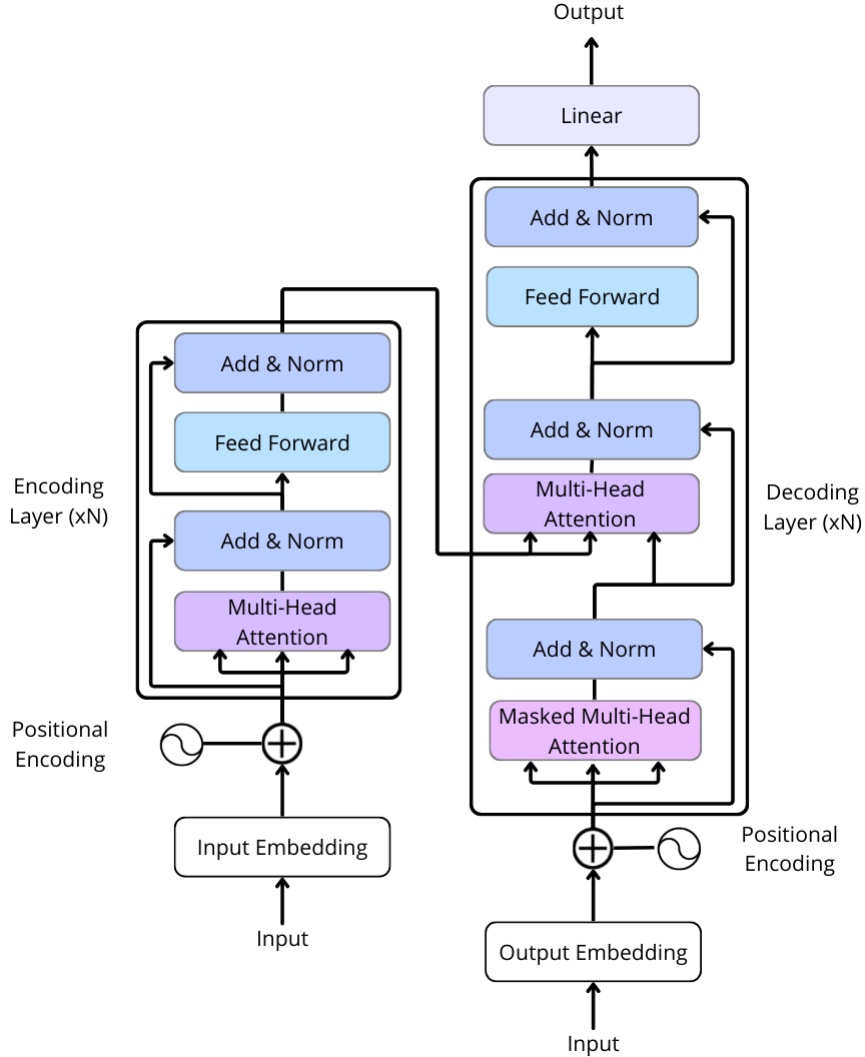 Output
Linear
Add & Norm
Feed Forward
Add & Norm
Multi-Head
Attention
Add & Norm
Masked Multi-Head
Attention
Decoding
Layer (xN)
Positional
Encoding
Output Embedding
Input
Add & Norm
Feed Forward
Add & Norm
Multi-Head
Attention
Encoding
Layer (xN)
Positional
Encoding
Input Embedding
Input